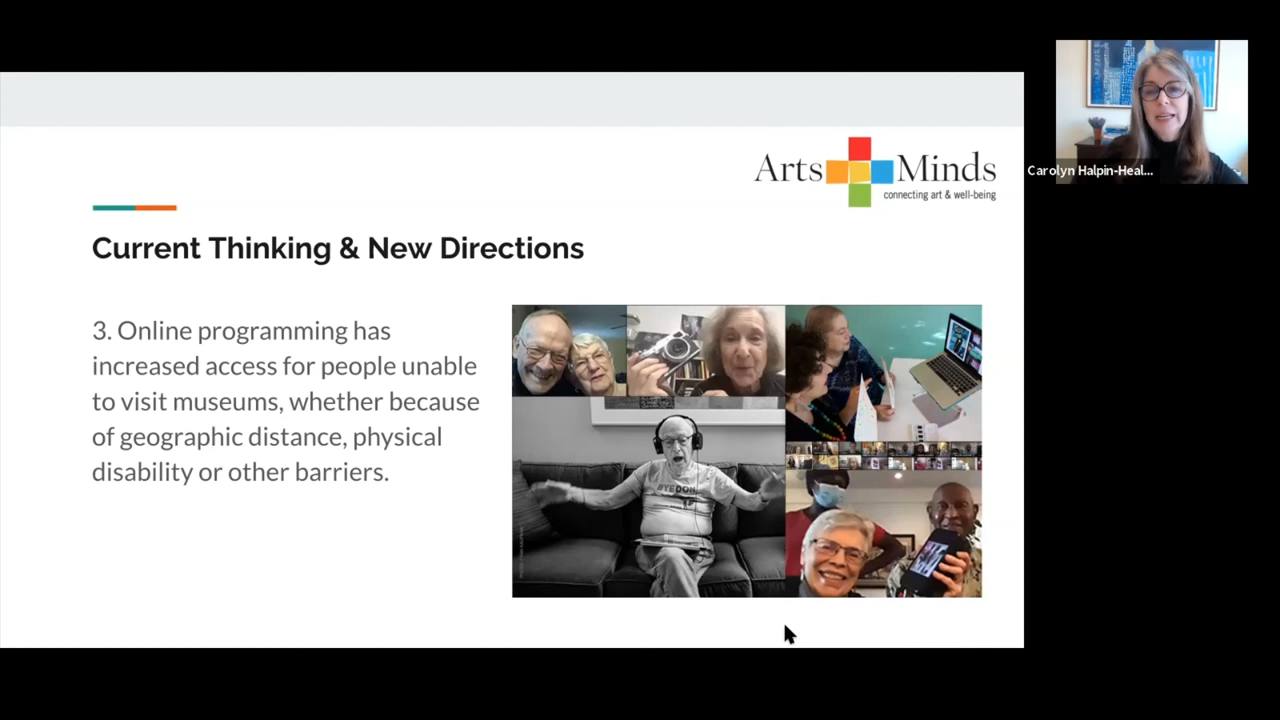 Arts Minds
connecting art & well-being
Carolyn Halpin-Heal...
Current Thinking & New Directions
3. Online programming has
increased access for people unable
to visit museums, whether because
of geographic distance, physical
disability or other barriers.